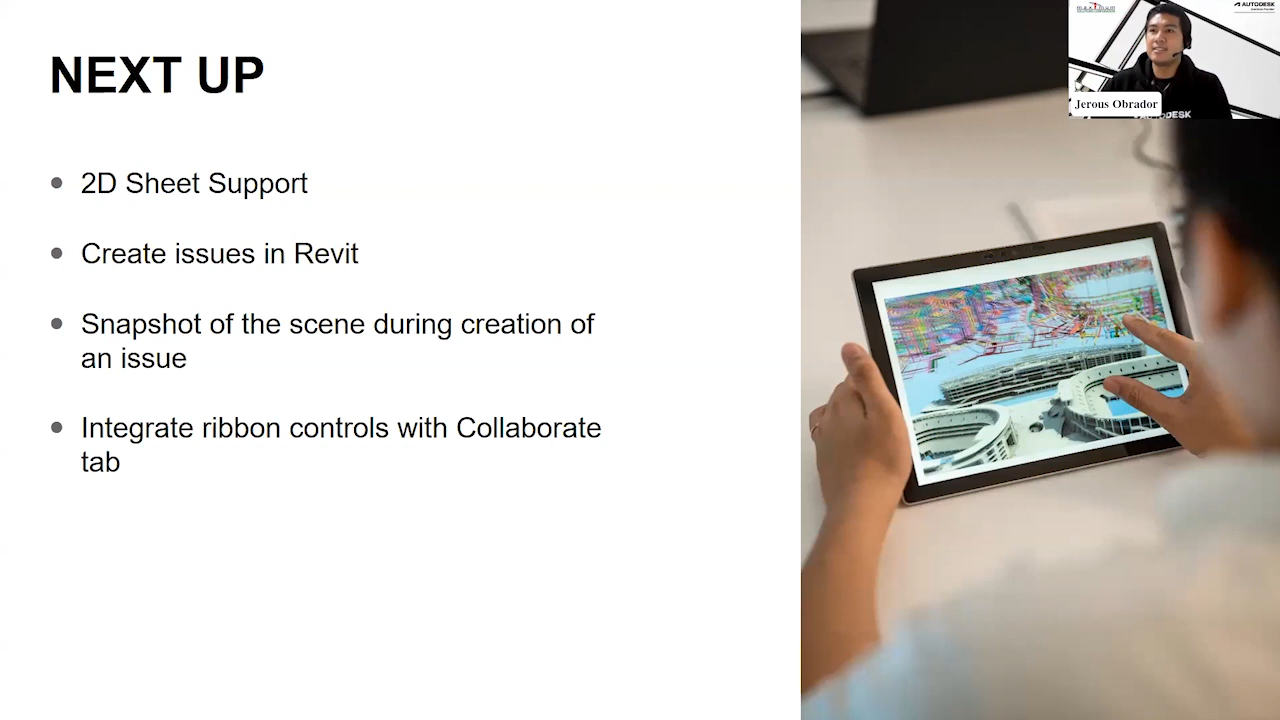 NEXT UP
2D Sheet Support
Create issues in Revit
Snapshot of the scene during creation of
an issue
Integrate ribbon controls with Collaborate
tab
AUTODESK
Jerous Obrador